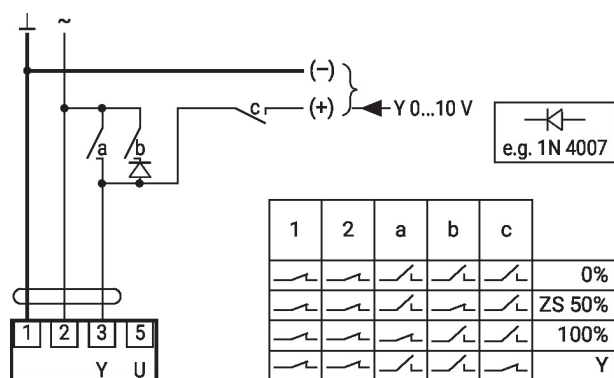 ~
(–)
c (+) Y 0...10 V
a b
e.g. 1N 4007
1 2 a b c
0%
ZS 50%
100%
Y
1 2 3 5
Y U